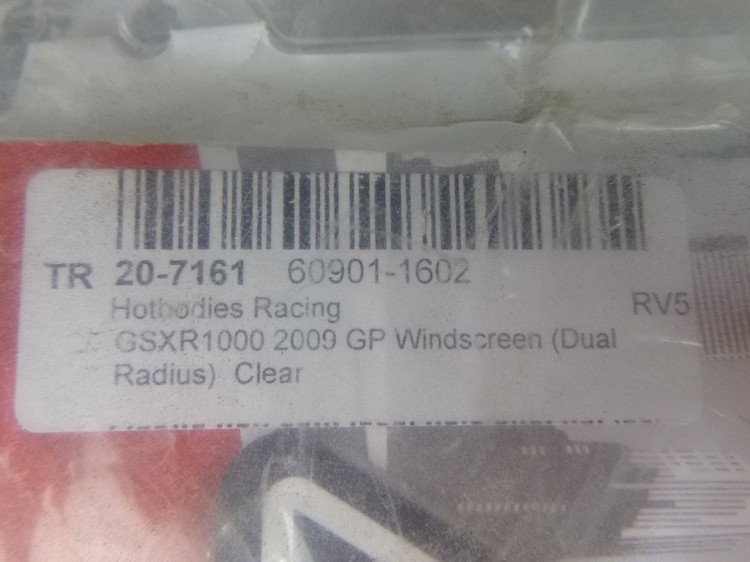 TR 20-7161 60901-1602
Hotbodies Racing RV5
GSXR1000 2009 GP Windscreen (Dual
Radius) Clear